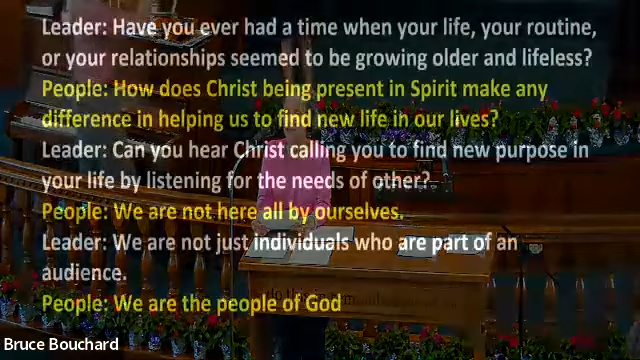 Leader: Have you ever had a time when your life, your routine,
or your relationships seemed to be growing older and lifeless?
People: How does Christ being present in Spirit make any
difference in helping us to find new life in our lives?
Leader: Can you hear Christ calling you to find new purpose in
your life by listening for the needs of other?
People: We are not here all by ourselves.
Leader: We are not just individuals who are part of an
audience.
People: We are the people of God
do this in
Bruce Bouchard